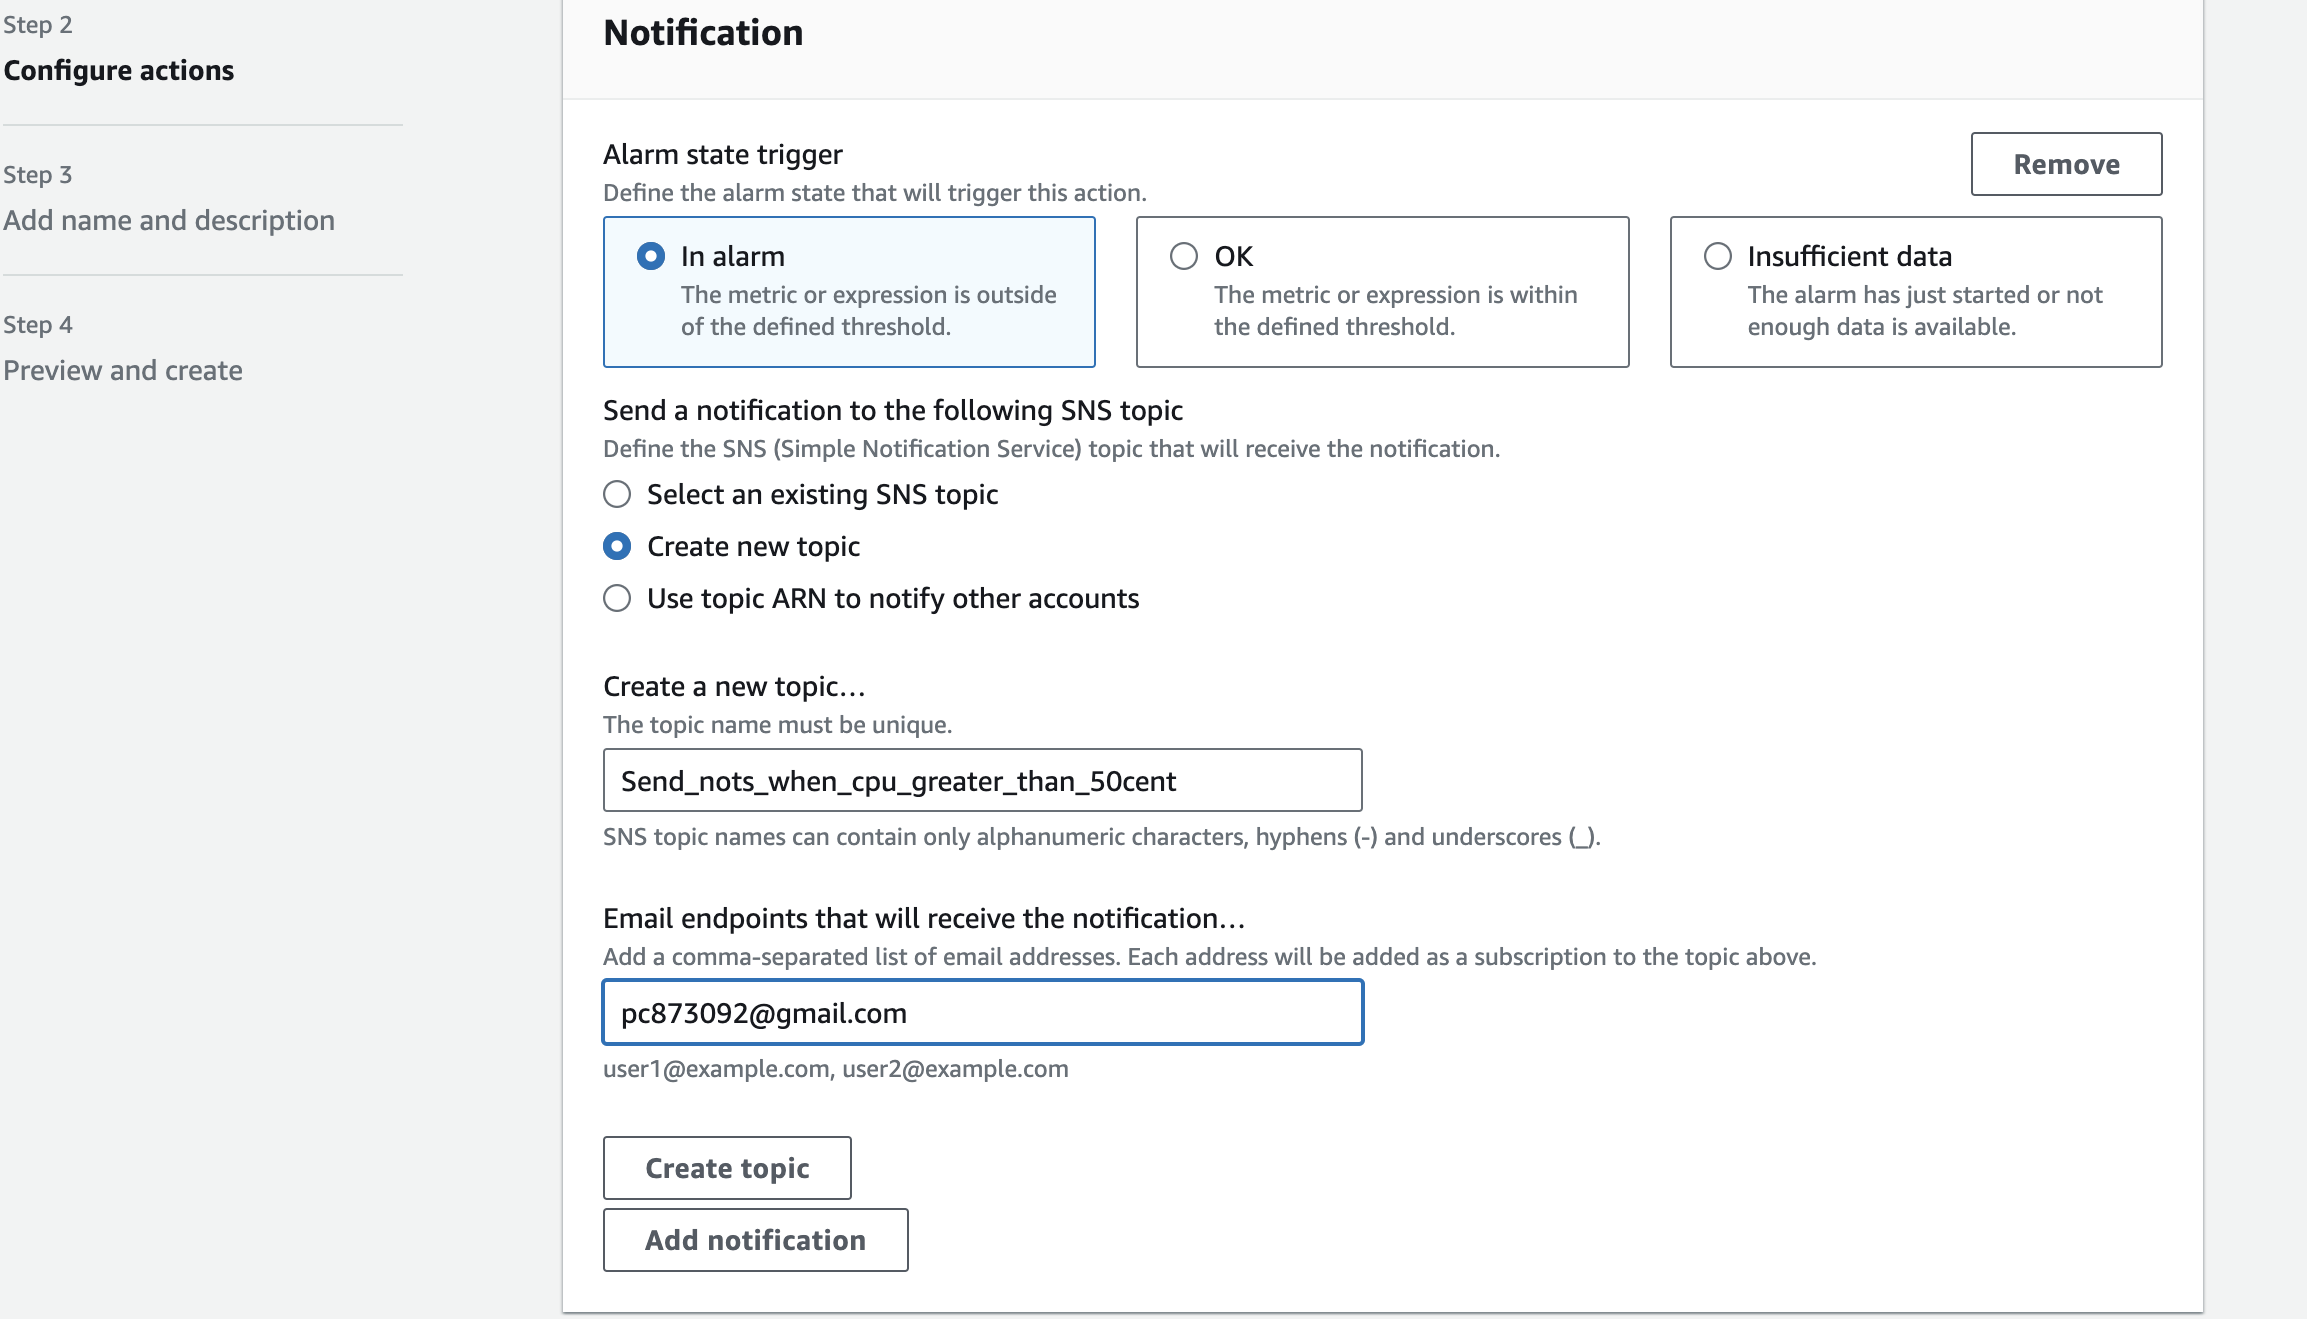 Step 2
Configure actions
Step 3
Add name and description
Step 4
Preview and create
Notification
Alarm state trigger
Define the alarm state that will trigger this action.
Remove
In alarm
The metric or expression is outside
of the defined threshold.
OK
The metric or expression is within
the defined threshold.
Insufficient data
The alarm has just started or not
enough data is available.
Send a notification to the following SNS topic
Define the SNS (Simple Notification Service) topic that will receive the notification.
Select an existing SNS topic
Create new topic
Use topic ARN to notify other accounts
Create a new topic…
The topic name must be unique.
Send_nots_when_cpu_greater_than_50cent
SNS topic names can contain only alphanumeric characters, hyphens (-) and underscores (_).
Email endpoints that will receive the notification…
Add a comma-separated list of email addresses. Each address will be added as a subscription to the topic above.
pc873092@gmail.com
user1@example.com, user2@example.com
Create topic
Add notification